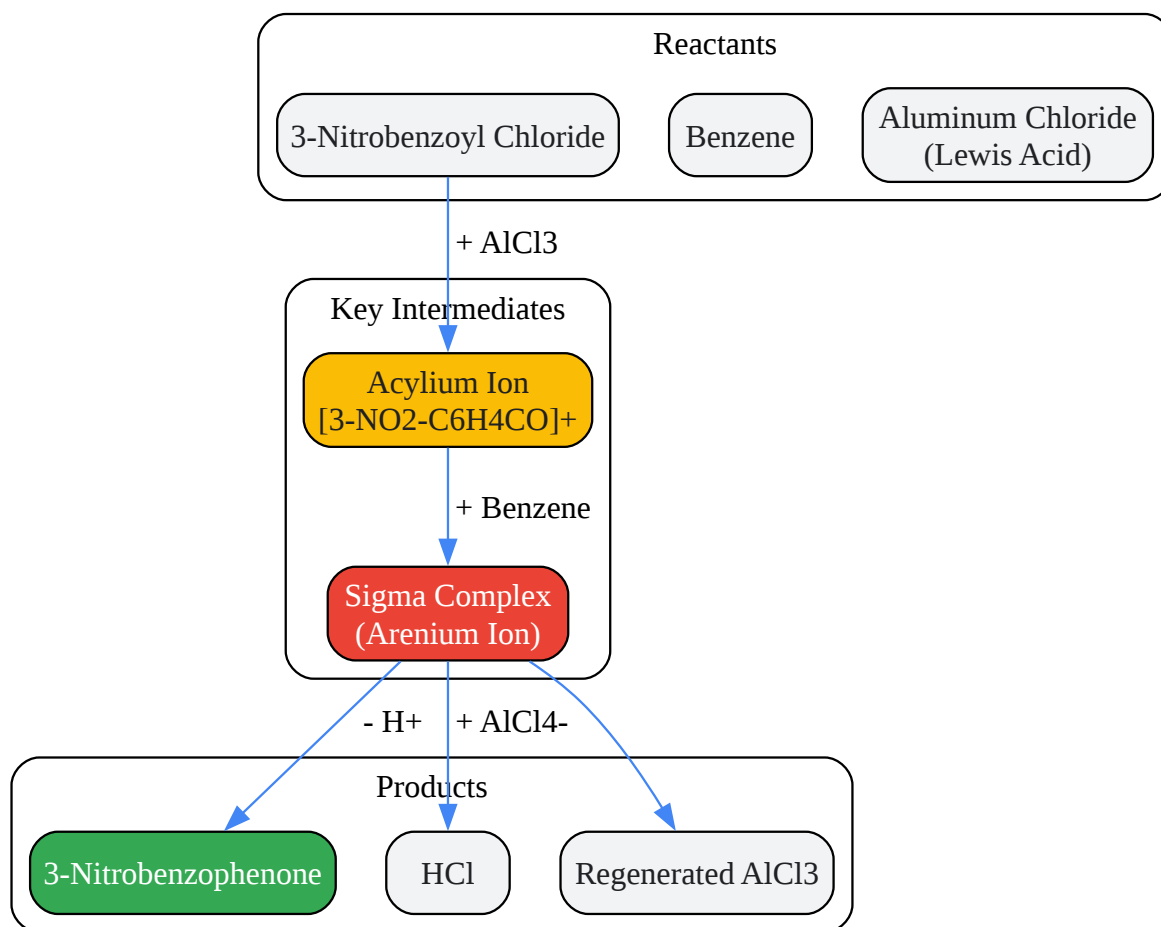 Reactants
3-Nitrobenzoyl Chloride
Benzene
Aluminum Chloride
(Lewis Acid)
+ AlCl3
Key Intermediates
Acylium Ion
[3-NO2-C6H4CO]+
+ Benzene
Sigma Complex
(Arenium Ion)
- H+
+ AlCl4-
Products
3-Nitrobenzophenone
HCl
Regenerated AlCl3